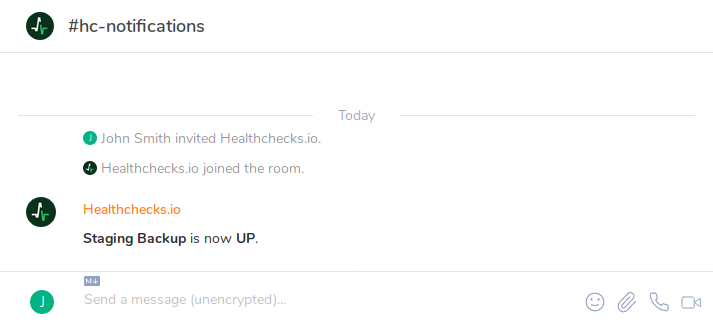 #hc-notifications
Today
J John Smith invited Healthchecks.io.
Healthchecks.io joined the room.
Healthchecks.io
Staging Backup is now UP.
M↓
J Send a message (unencrypted)...